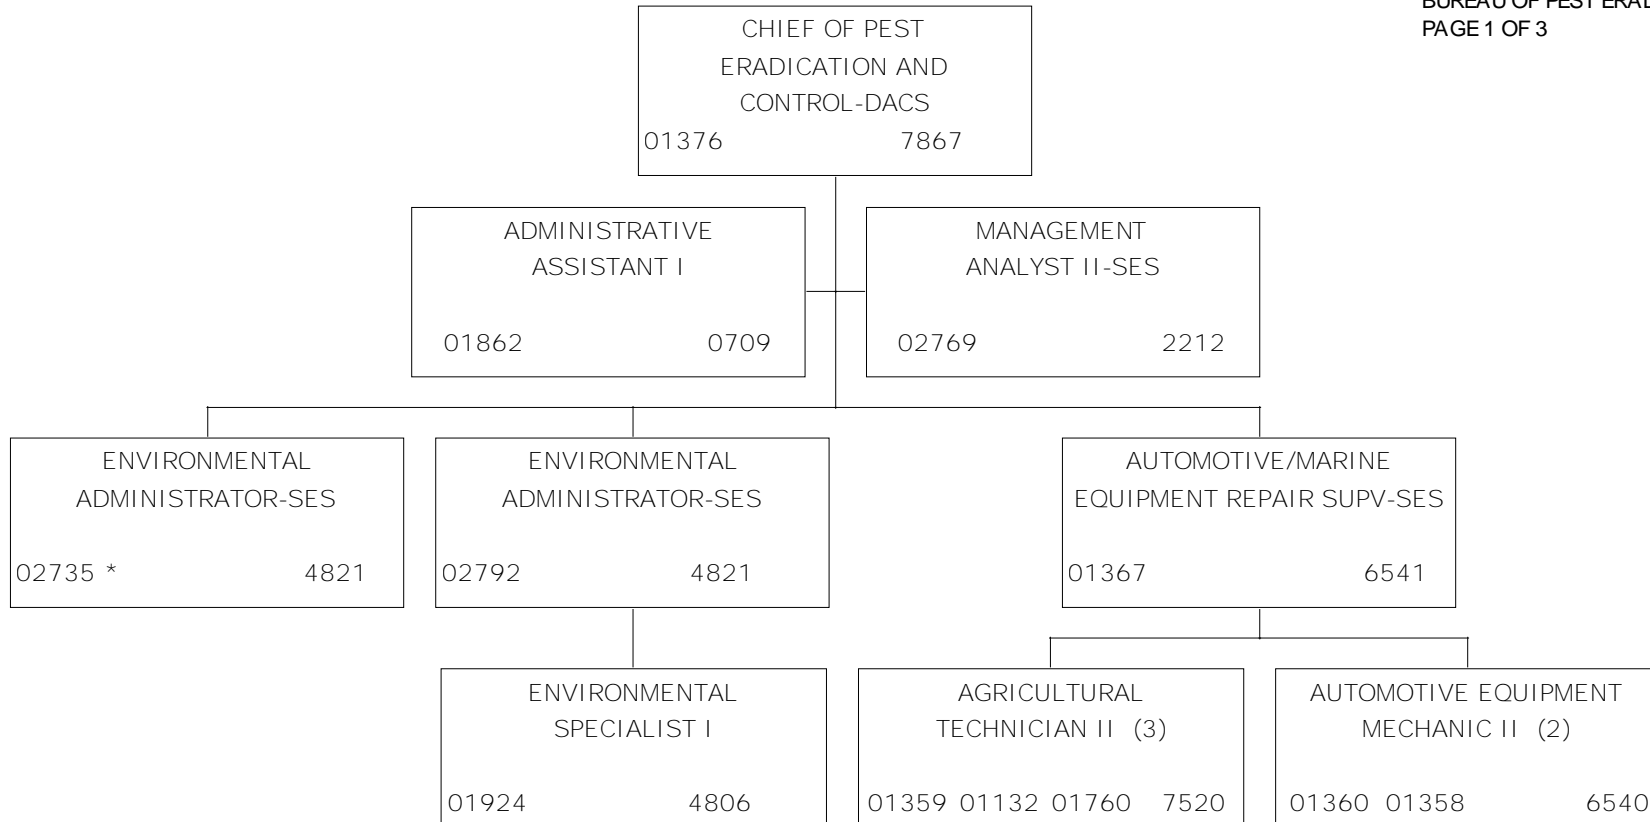 BUREAU OF PEST
PAGE 1 OF 3
CHIEF OF PEST
ERADICATION AND
CONTROL-DACS
01376 7867
ADMINISTRATIVE
ASSISTANT I
01862 0709
MANAGEMENT
ANALYST II-SES
02769 2212
ENVIRONMENTAL
ADMINISTRATOR-SES
02735 * 4821
ENVIRONMENTAL
ADMINISTRATOR-SES
02792 4821
AUTOMOTIVE/MARINE
EQUIPMENT REPAIR SUPV-SES
01367 6541
ENVIRONMENTAL
SPECIALIST I
01924 4806
AGRICULTURAL
TECHNICIAN II (3)
01359 01132 01760 7520
AUTOMOTIVE EQUIPMENT
MECHANIC II (2)
01360 01358 6540